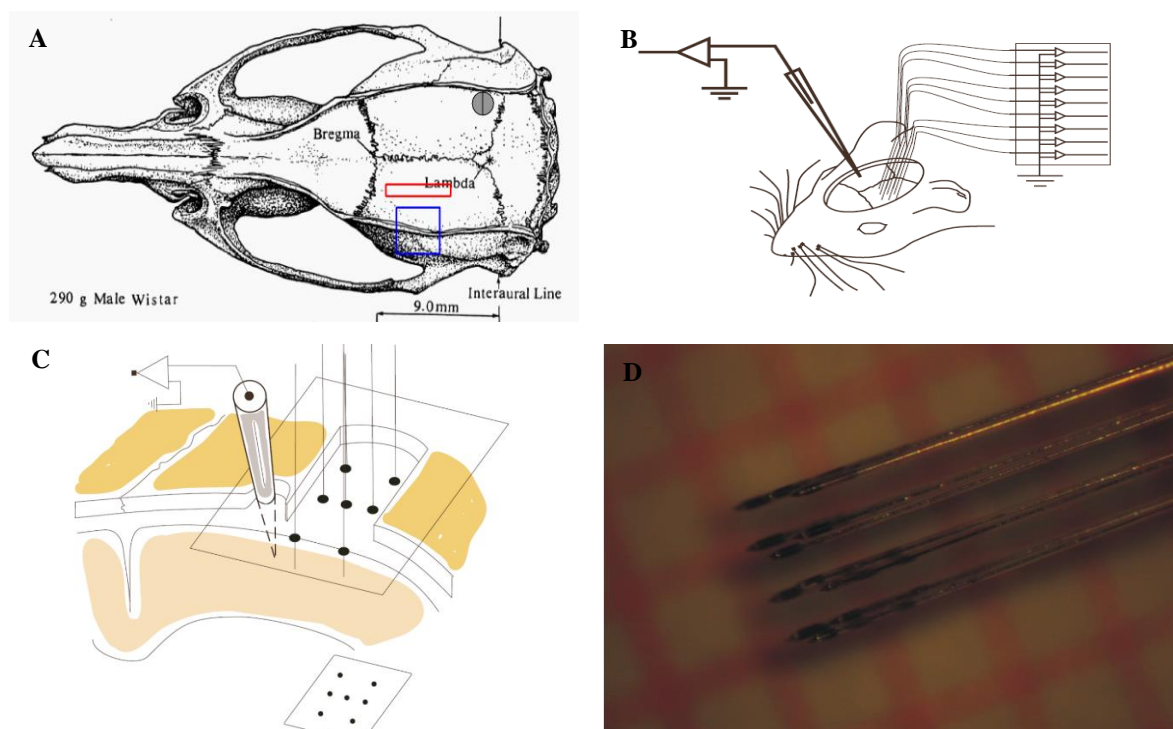 A
B
Bregma
Lambda
290 g Male Wistar
Interaural Line
9.0mm
C
D